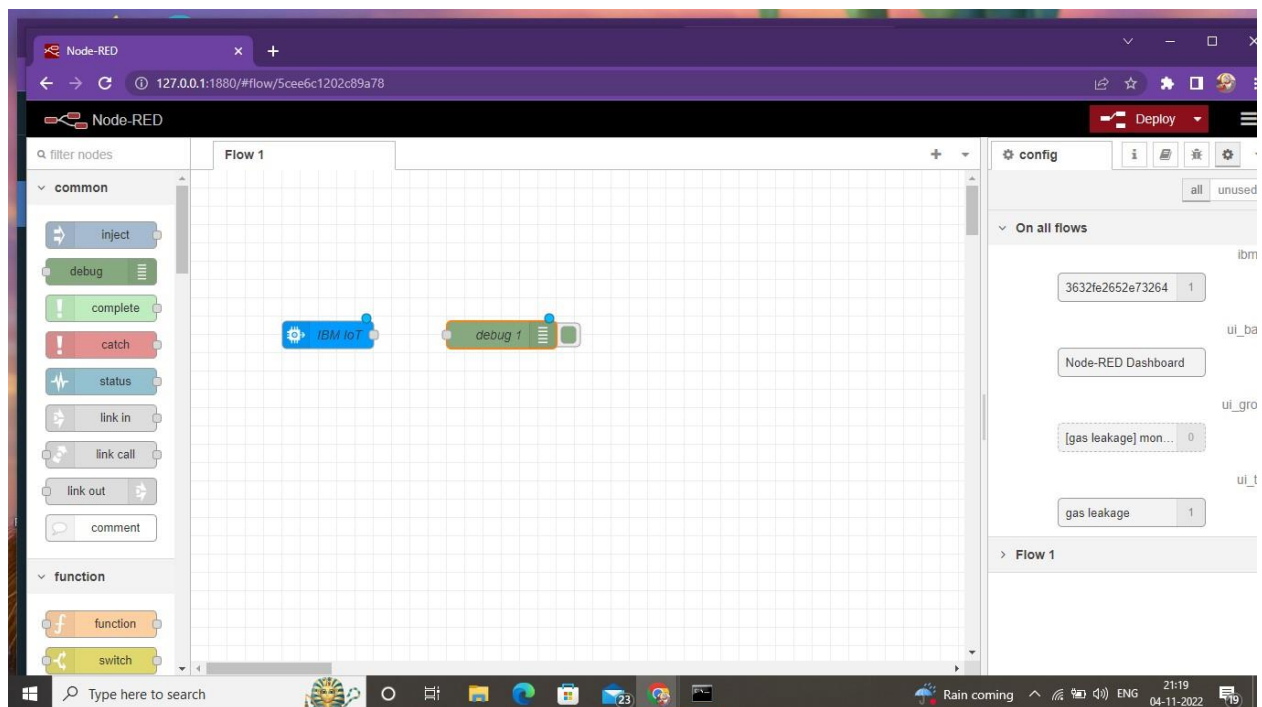 Node-RED
127.0.0.1:1880/#flow/5cee6c1202c89a78
Node-RED
Deploy
filter nodes
common
inject
debug
complete
catch
status
link in
link call
link out
comment
function
function
switch
Flow 1
IBM IoT
debug 1
config
all
unused
On all flows
ibm
3632fe2652e73264 1
ui_ba
Node-RED Dashboard
ui_gro
[gas leakage] mon... 0
ui_t
gas leakage 1
Flow 1
Type here to search
23
Rain coming
ENG
21:19
04-11-2022
19